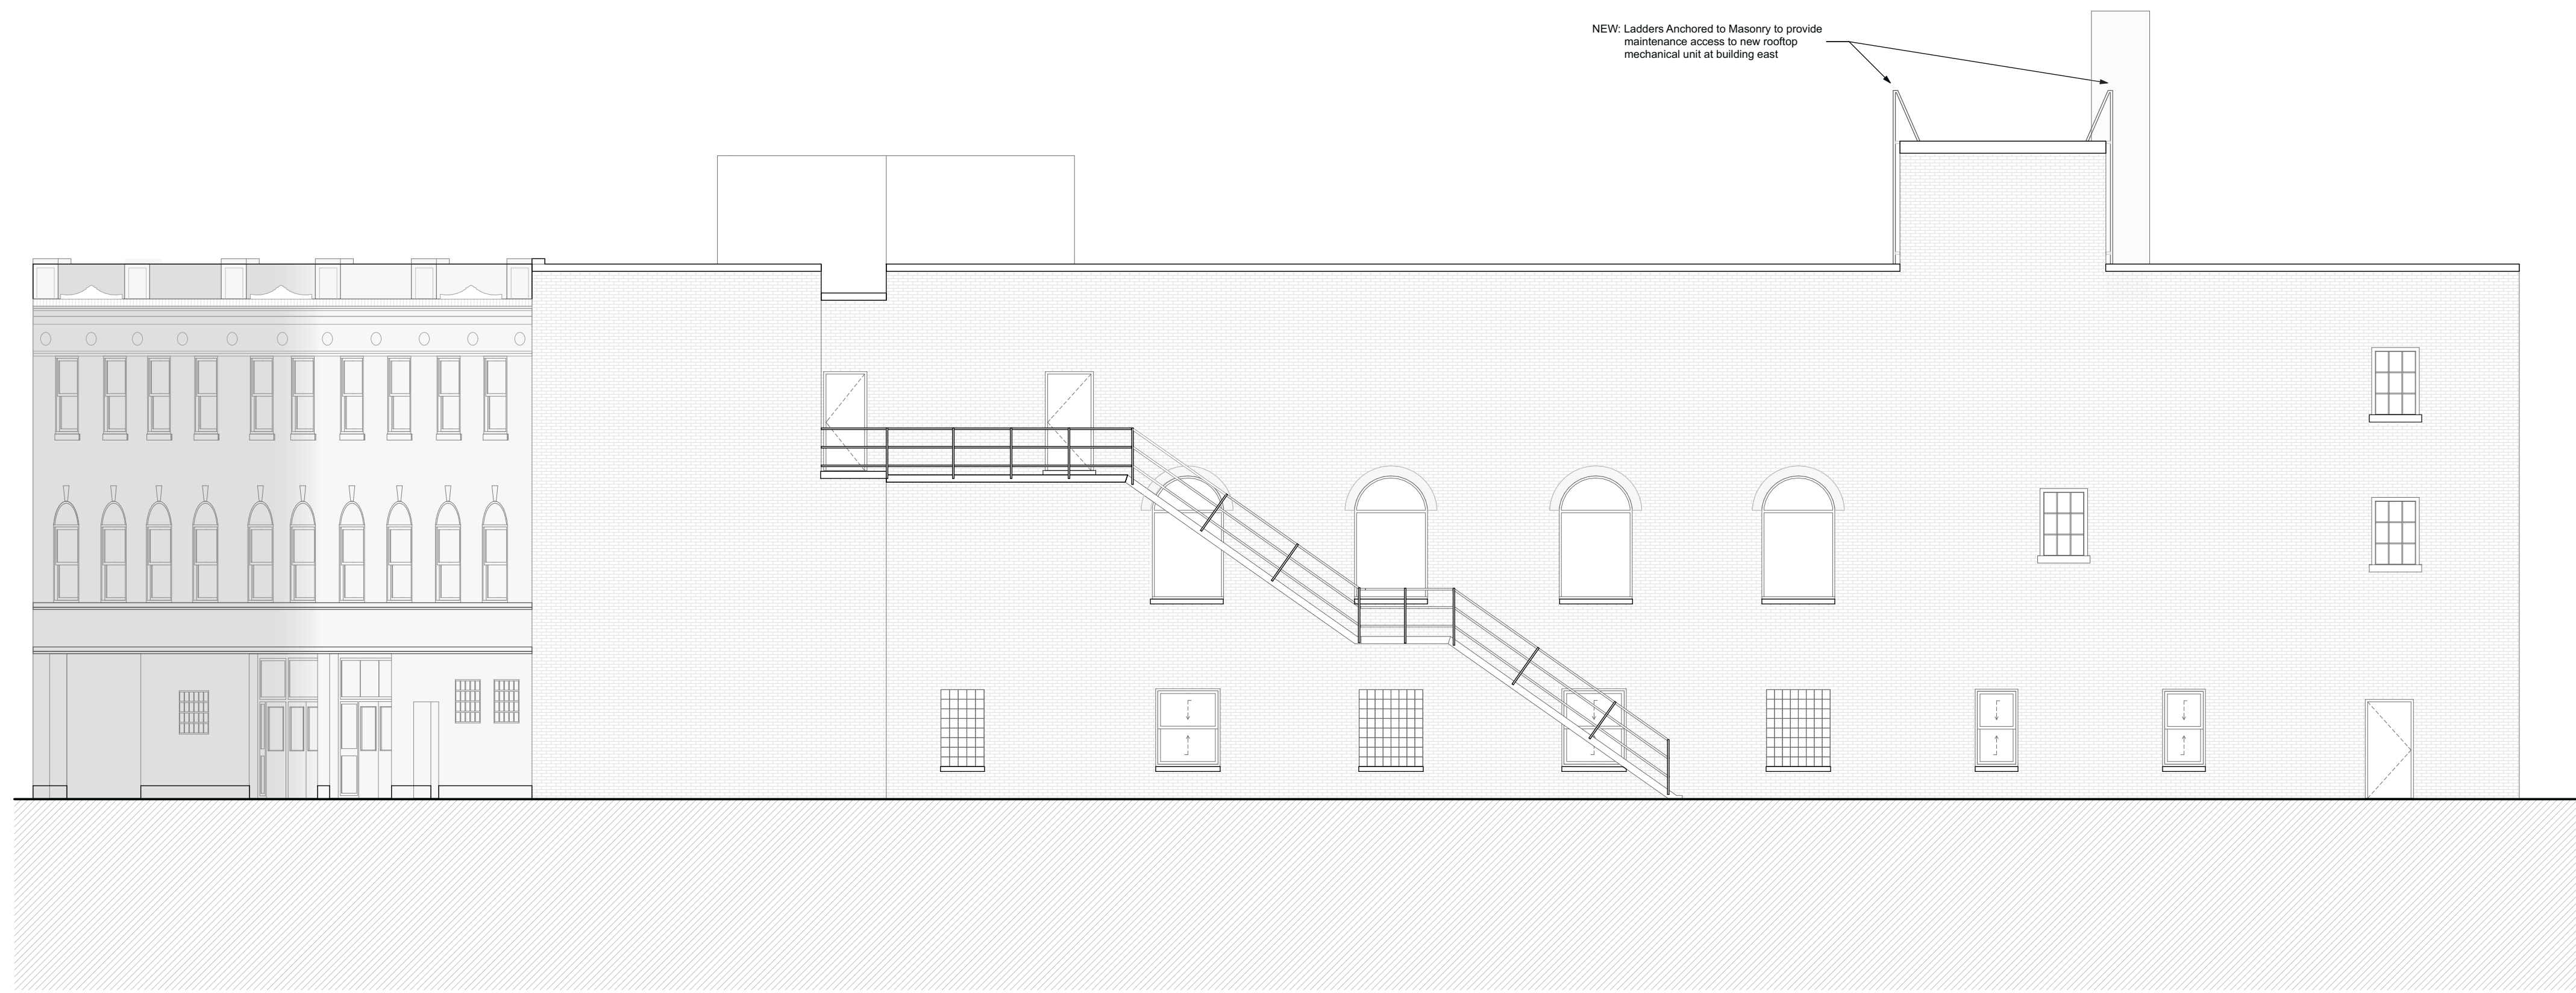 NEW: Ladders Anchored to Masonry to provide
maintenance access to new rooftop
mechanical unit at building east